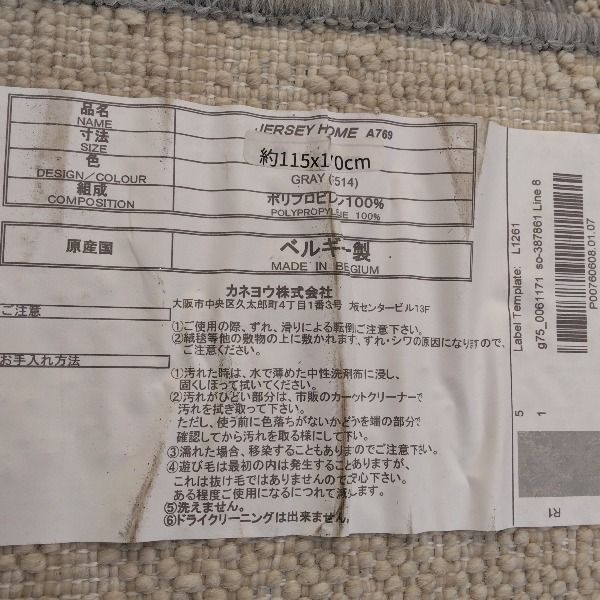 品名 NAME JERSEY HOME A769
寸法 SIZE 約115x1 0cm
色 DESIGN/COLOUR GRAY ( 514)
組成 COMPOSITION ポリプロピレン100%
POLYPROPYLENE 100%
原産国 ベルギー製
MADE IN BEGIUM
カネヨウ株式会社
大阪市中央区久太郎町4丁目1番3号 センタービル13F
ご注意
①ご使用の際、ずれ、滑りによる転倒ご注意下さい。
②絨毯等他の敷物の上に敷かれますと、ずれ・シワの原因になりますので、
ご注意ください。
お手入れ方法
①汚れた時は、水で薄めた中性洗剤布に浸し、
固くしぼって拭いてください。
②汚れがひどい部分は、市販のカーペットクリーナーで
汚れを拭き取って下さい。
ただし、使う前に色落ちがないかどうかを端の部分で
確認してから汚れを取る様にして下さい。
③濡れた場合、移染することもありますのでご注意下さい。
④遊び毛は最初の内は発生することありますが、
これは抜け毛ではありませんのでご安心下さい。
ある程度ご使用になるにつれて減します。
⑤洗えません。
⑥ドライクリーニングは出来ません。
Label Template: L1261
g75_0061171 so-387861 Line 8
P00760608.01.07
5
1
R1